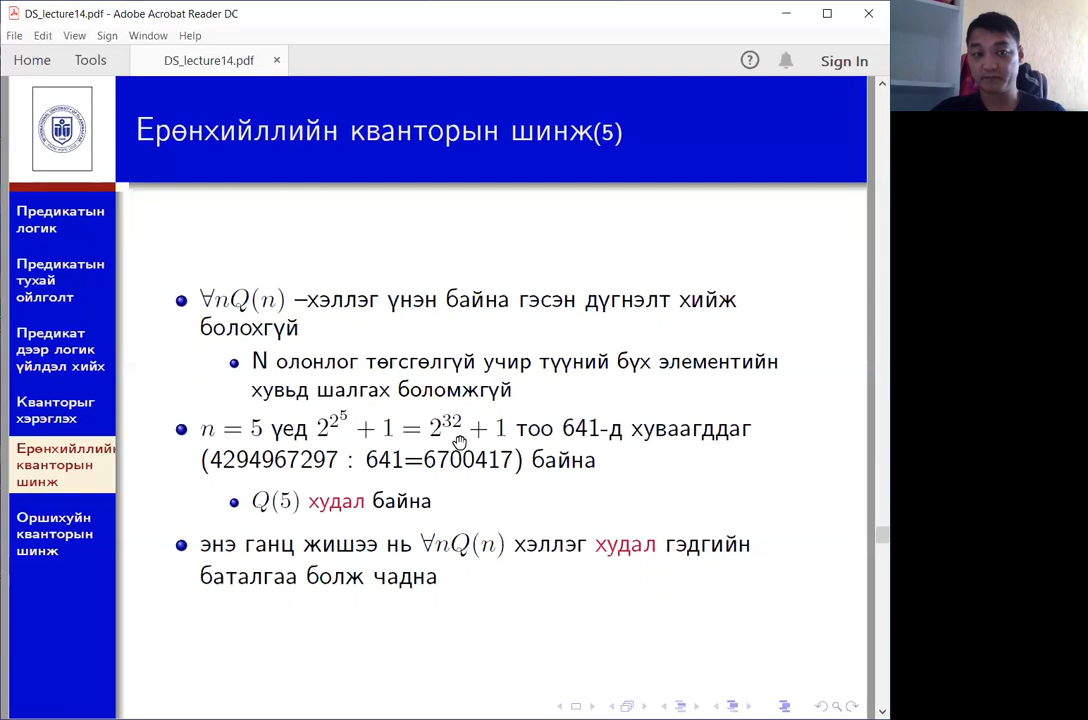 DS_lecture14.pdf - Adobe Acrobat Reader DC
File Edit View Sign Window Help
Home Tools DS_lecture14.pdf × Sign In
Ерөнхийллийн кванторын шинж(5)
Предикатын
логик
Предикатын
тухай
ойлголт
Предикат
дээр логик
үйлдэл хийх
Кванторыг
хэрэглэх
Ерөнхийллийн
кванторын
шинж
Оршихуйн
кванторын
шинж
∀nQ(n) –хэллэг үнэн байна гэсэн дүгнэлт хийж
болохгүй
N олонлог төгсгөлгүй учир түүний бүх элементийн
хувьд шалгах боломжгүй
n = 5 үед 2^{2^5} + 1 = 2^{32} + 1 тоо 641-д хуваагддаг
(4294967297 : 641=6700417) байна
Q(5) худал байна
энэ ганц жишээ нь ∀nQ(n) хэллэг худал гэдгийн
баталгаа болж чадна